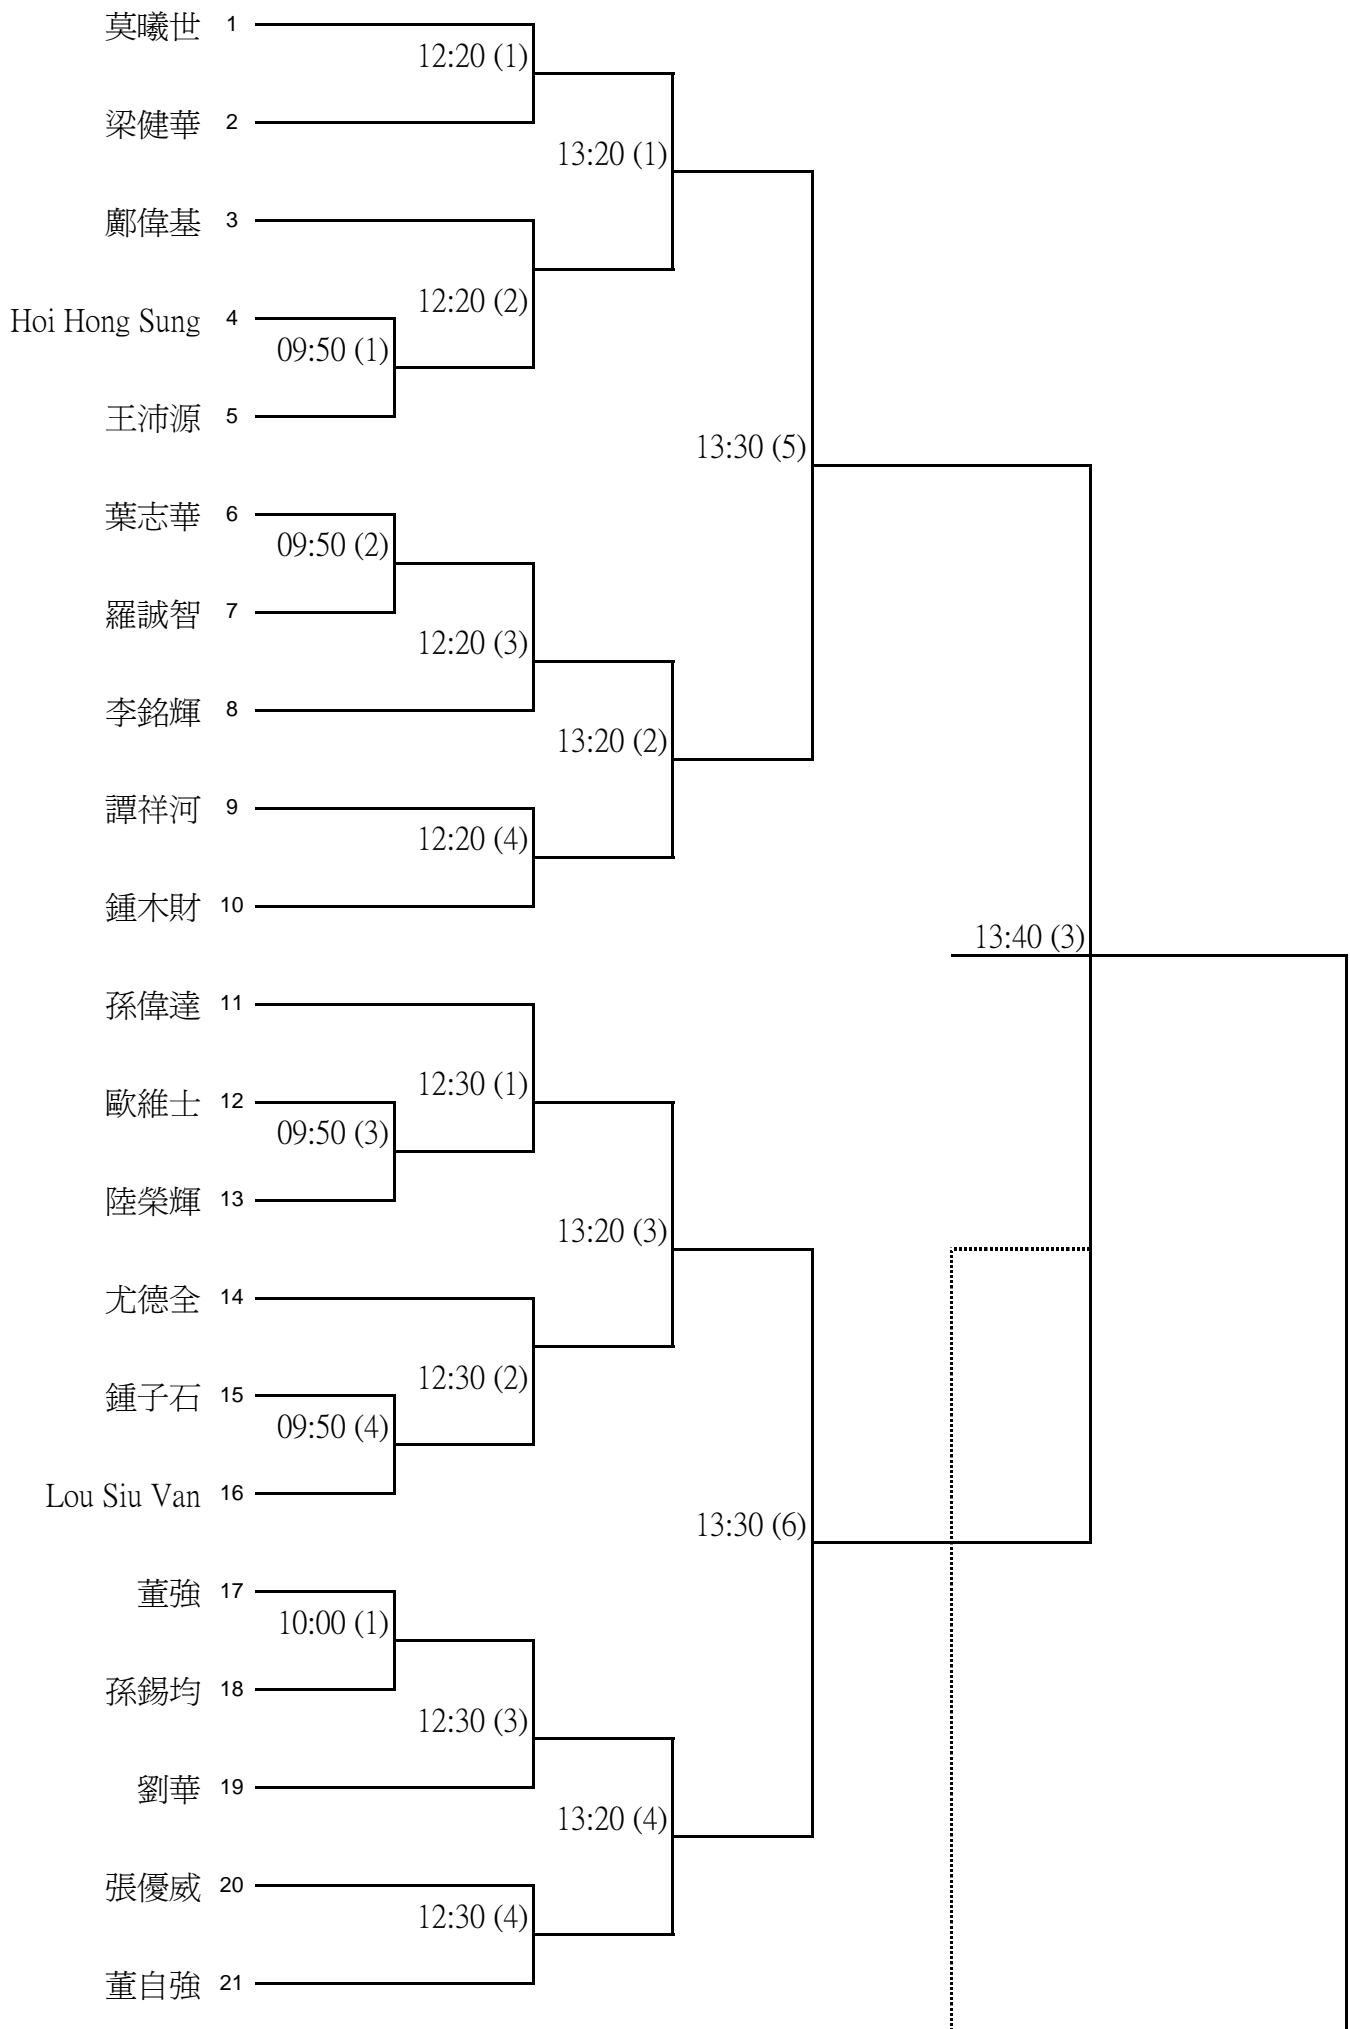 莫曦世 1
12:20 (1)
梁健華 2
13:20 (1)
鄺偉基 3
12:20 (2)
Hoi Hong Sung 4
09:50 (1)
王沛源 5
13:30 (5)
葉志華 6
09:50 (2)
羅誠智 7
12:20 (3)
李銘輝 8
13:20 (2)
譚祥河 9
12:20 (4)
鍾木財 10
13:40 (3)
孫偉達 11
12:30 (1)
歐維士 12
09:50 (3)
陸榮輝 13
13:20 (3)
尤德全 14
12:30 (2)
鍾子石 15
09:50 (4)
Lou Siu Van 16
13:30 (6)
董強 17
10:00 (1)
孫錫均 18
12:30 (3)
劉華 19
13:20 (4)
張優威 20
12:30 (4)
董自強 21